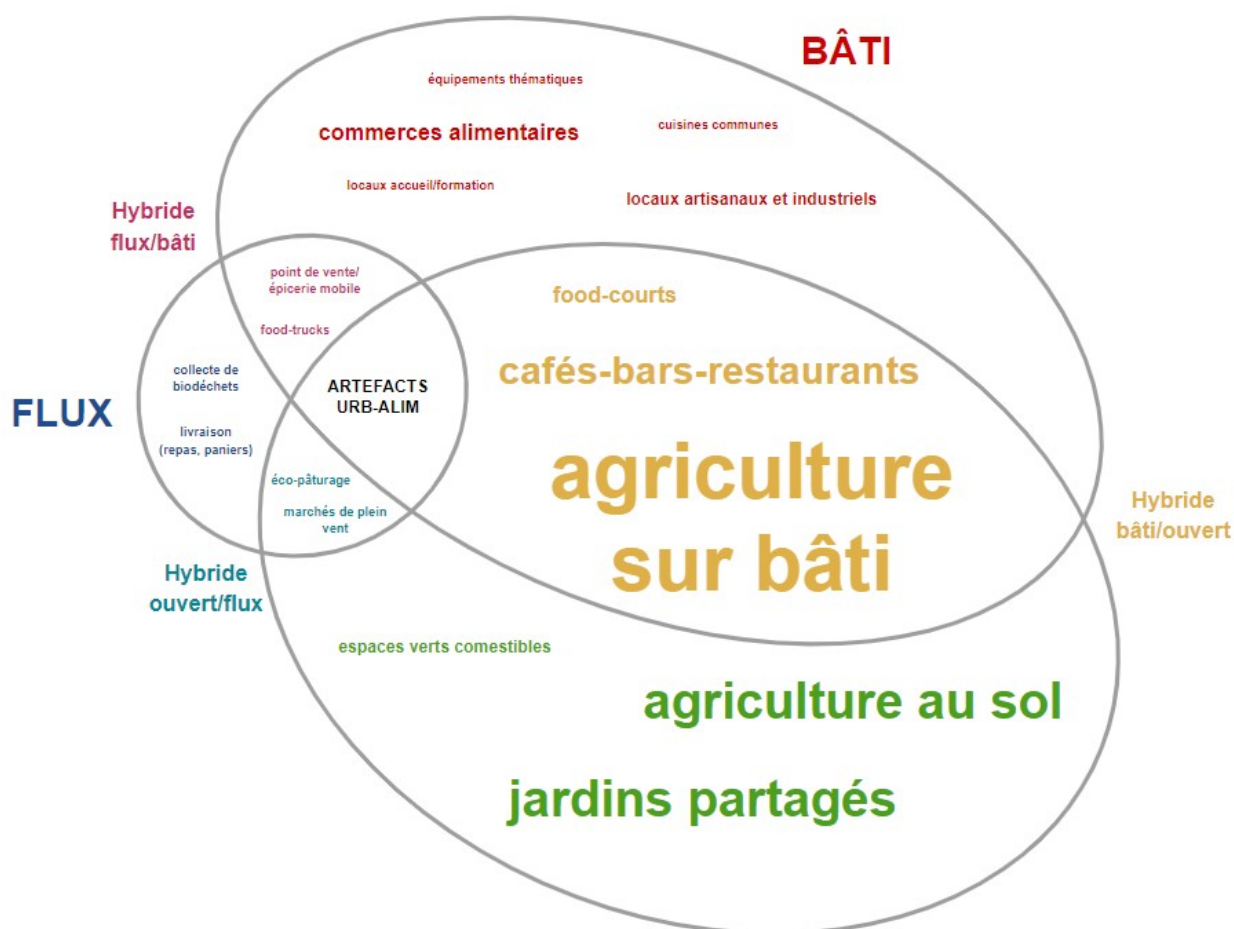 BÂTI
équipements thématiques
commerces alimentaires
cuisines communes
locaux accueil/formation
locaux artisanaux et industriels
Hybride
flux/bâti
point de vente/
épicerie mobile
food-trucks
food-courts
cafés-bars-restaurants
collecte de
biodéchets
ARTEFACTS
URB-ALIM
FLUX
livraison
(repas, paniers)
éco-pâturage
marchés de plein
vent
agriculture
sur bâti
Hybride
bâti/ouvert
Hybride
ouvert/flux
espaces verts comestibles
agriculture au sol
jardins partagés